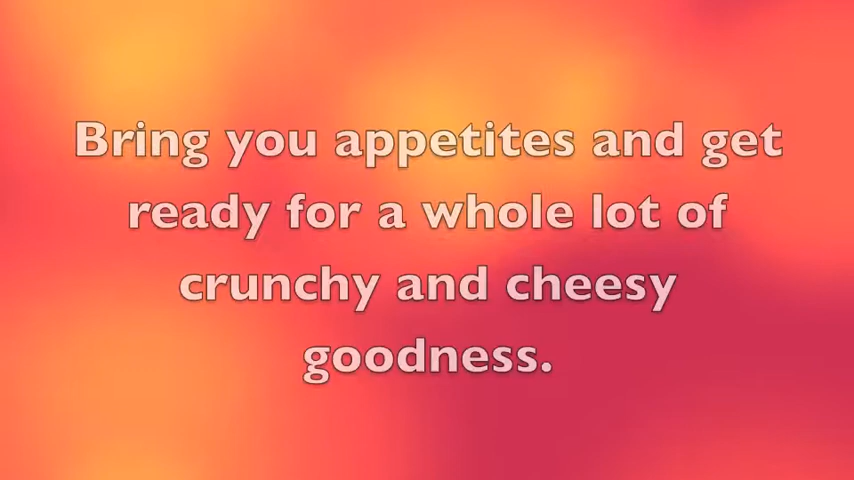 Bring you appetites and get
ready for a whole lot of
crunchy and cheesy
goodness.